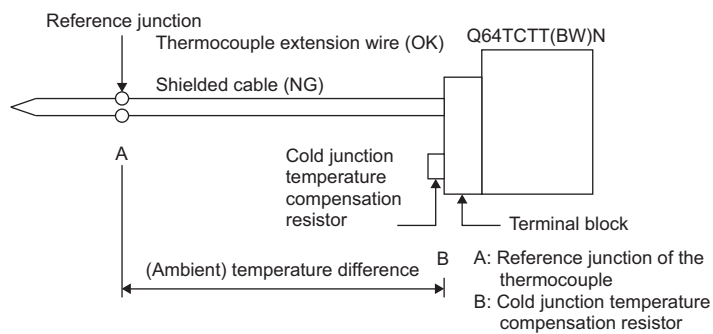 Reference junction
Thermocouple extension wire (OK)
Q64TCTT(BW)N
Shielded cable (NG)
A
Cold junction
temperature
compensation
resistor
Terminal block
(Ambient) temperature difference
B
A: Reference junction of the
thermocouple
B: Cold junction temperature
compensation resistor